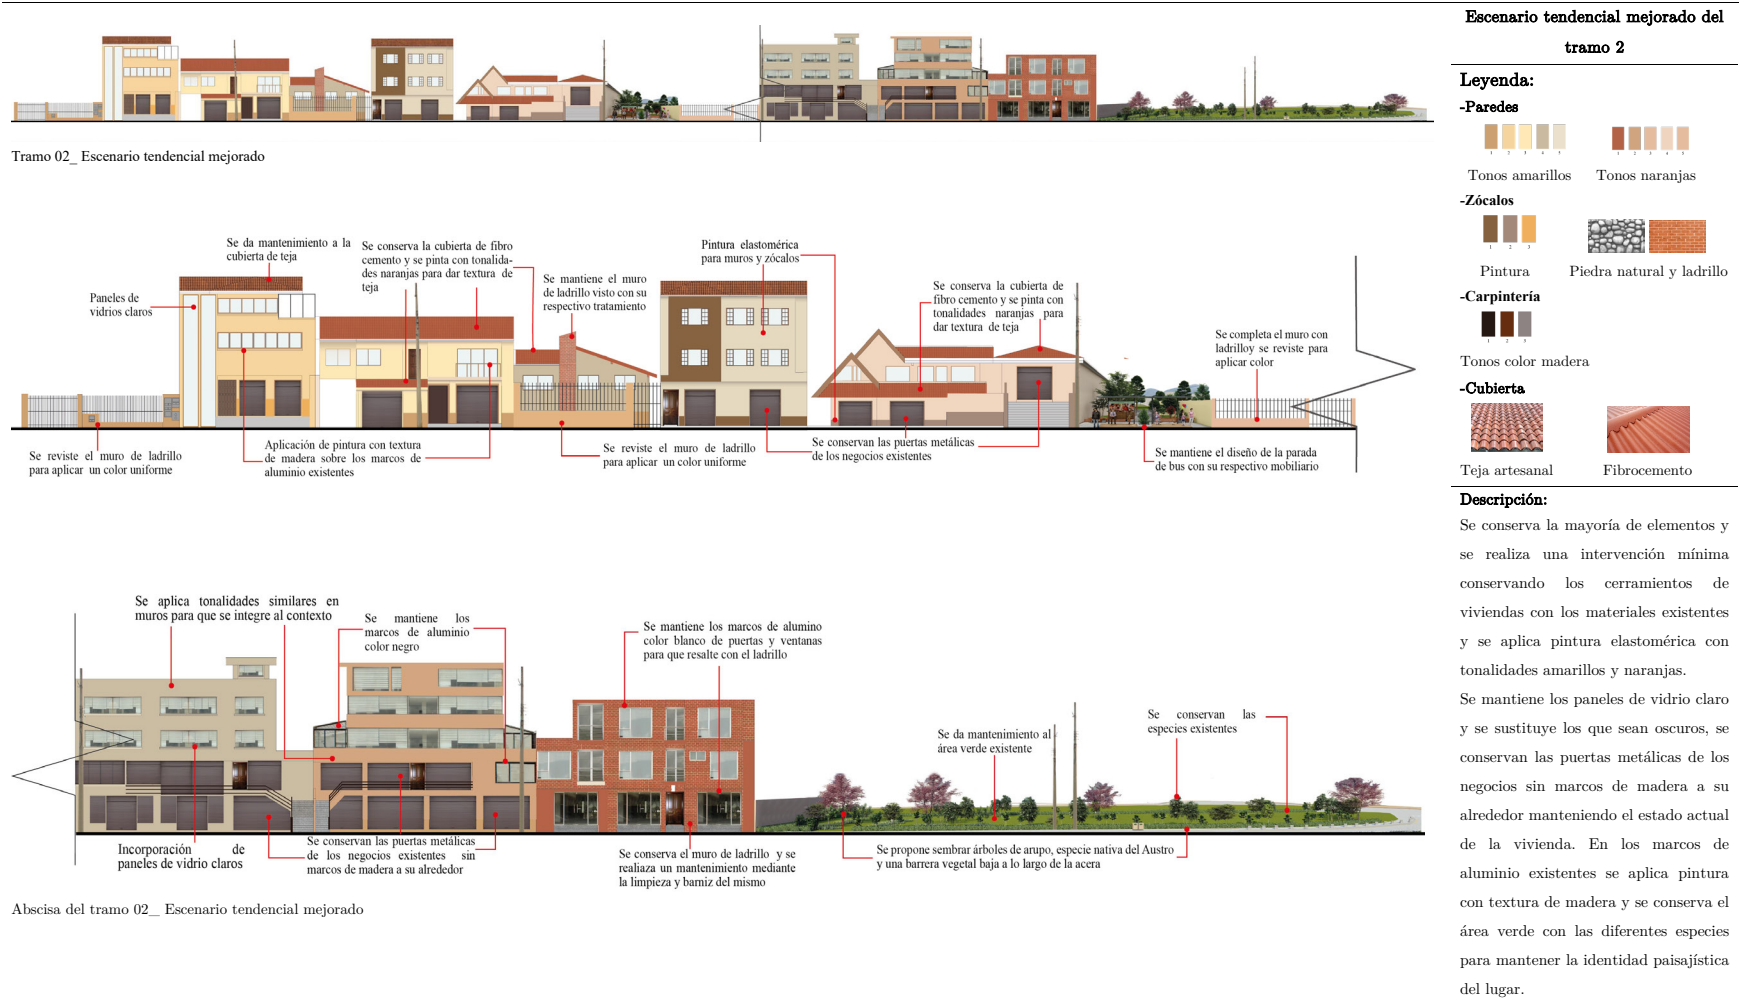 Tramo 02_ Escenario tendencial mejorado
Se da mantenimiento a la
cubierta de teja
Se conserva la cubierta de fibro
cemento y se pinta con tonalida-
des naranjas para dar textura de
teja
Paneles de
vidrios claros
Se mantiene el muro
de ladrillo visto con su
respectivo tratamiento
Pintura elastomérica
para muros y zócalos
Se conserva la cubierta de
fibro cemento y se pinta con
tonalidades naranjas para
dar textura de teja
Se completa el muro con
ladrilloy se reviste para
aplicar color
Se reviste el muro de ladrillo
para aplicar un color uniforme
Aplicación de pintura con textura
de madera sobre los marcos de
aluminio existentes
Se reviste el muro de ladrillo
para aplicar un color uniforme
Se conservan las puertas metálicas
de los negocios existentes
Se mantiene el diseño de la parada
de bus con su respectivo mobiliario
Se aplica tonalidades similares en
muros para que se integre al contexto
Se mantiene los
marcos de aluminio
color negro
Se mantiene los marcos de alumino
color blanco de puertas y ventanas
para que resalte con el ladrillo
Se da mantenimiento al
área verde existente
Se conservan las
especies existentes
Incorporación de
paneles de vidrio claros
Se conservan las puertas metálicas
de los negocios existentes sin
marcos de madera a su alrededor
Se conserva el muro de ladrillo y se
realiaza un mantenimiento mediante
la limpieza y barniz del mismo
Se propone sembrar árboles de arupo, especie nativa del Austro
y una barrera vegetal baja a lo largo de la acera
Abscisa del tramo 02_ Escenario tendencial mejorado
Escenario tendencial mejorado del
tramo 2
Leyenda:
-Paredes
1 2 3 4 5
1 2 3 4 5
Tonos amarillos
Tonos naranjas
-Zócalos
1 2 3
Pintura
Piedra natural y ladrillo
-Carpintería
Tonos color madera
-Cubierta
Teja artesanal
Fibrocemento
Descripción:
Se conserva la mayoría de elementos y
se realiza una intervención mínima
conservando los cerramientos de
viviendas con los materiales existentes
y se aplica pintura elastomérica con
tonalidades amarillos y naranjas.
Se mantiene los paneles de vidrio claro
y se sustituye los que sean oscuros, se
conservan las puertas metálicas de los
negocios sin marcos de madera a su
alrededor manteniendo el estado actual
de la vivienda. En los marcos de
aluminio existentes se aplica pintura
con textura de madera y se conserva el
área verde con las diferentes especies
para mantener la identidad paisajística
del lugar.